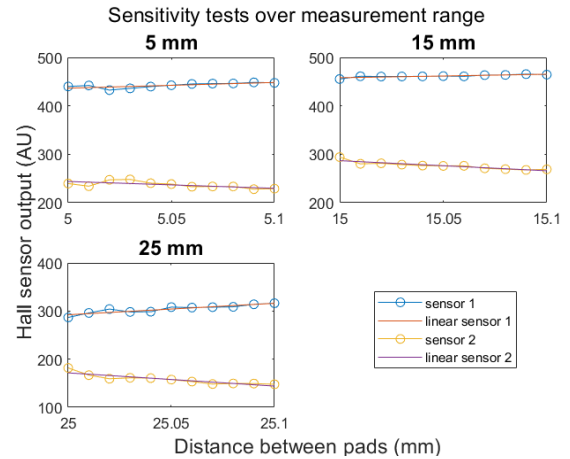 Sensitivity tests over measurement range
5 mm
500
400
300
200
5
5.05
5.1
15 mm
500
400
300
200
15
15.05
15.1
25 mm
400
300
200
100
25
25.05
25.1
Hall sensor output (AU)
Distance between pads (mm)
sensor 1
linear sensor 1
sensor 2
linear sensor 2